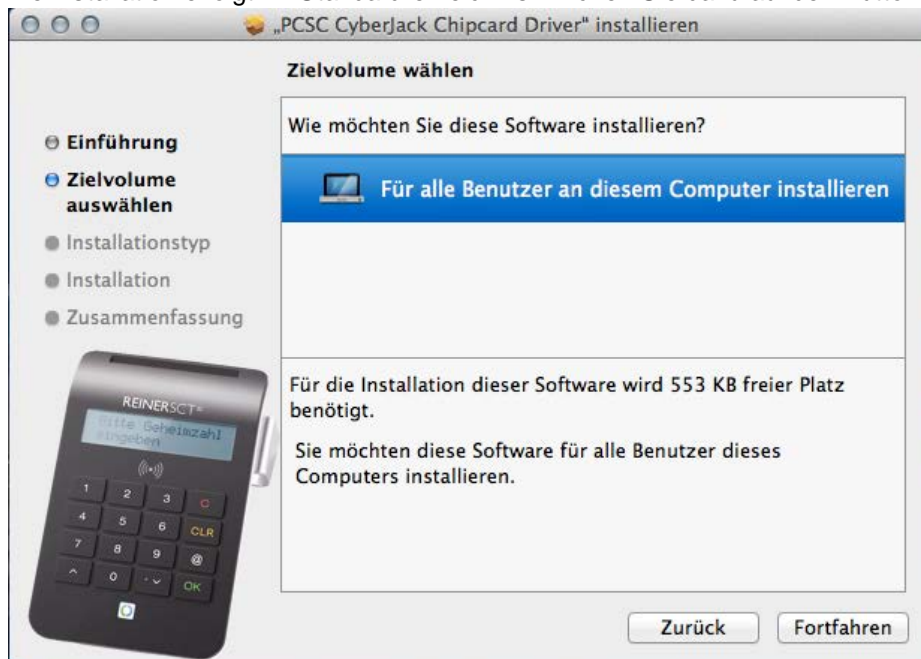 „PCSC CyberJack Chipcard Driver" installieren
Zielvolume wählen
Einführung
Zielvolume
auswählen
Installationstyp
Installation
Zusammenfassung
Wie möchten Sie diese Software installieren?
Für alle Benutzer an diesem Computer installieren
Für die Installation dieser Software wird 553 KB freier Platz
benötigt.
Sie möchten diese Software für alle Benutzer dieses
Computers installieren.
REINERSCT
Bitte Geheimzahl
eingeben
1 2 3 C
4 5 6 CLR
7 8 9 @
0 OK
Zurück Fortfahren